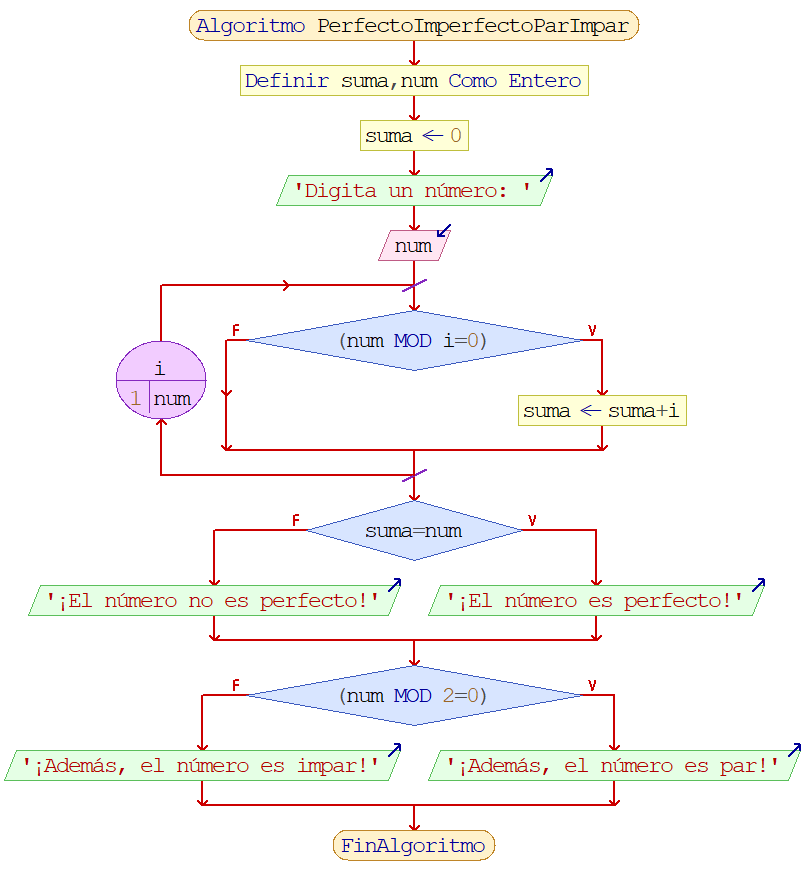 Algoritmo PerfectoImperfectoParImpar
Definir suma,num Como Entero
suma ← 0
'Digita un número: '
num
F
(num MOD i=0)
V
i
1
num
suma ← suma+i
F
suma=num
V
'¡El número no es perfecto!'
'¡El número es perfecto!'
F
(num MOD 2=0)
V
'¡Además, el número es impar!'
'¡Además, el número es par!'
FinAlgoritmo